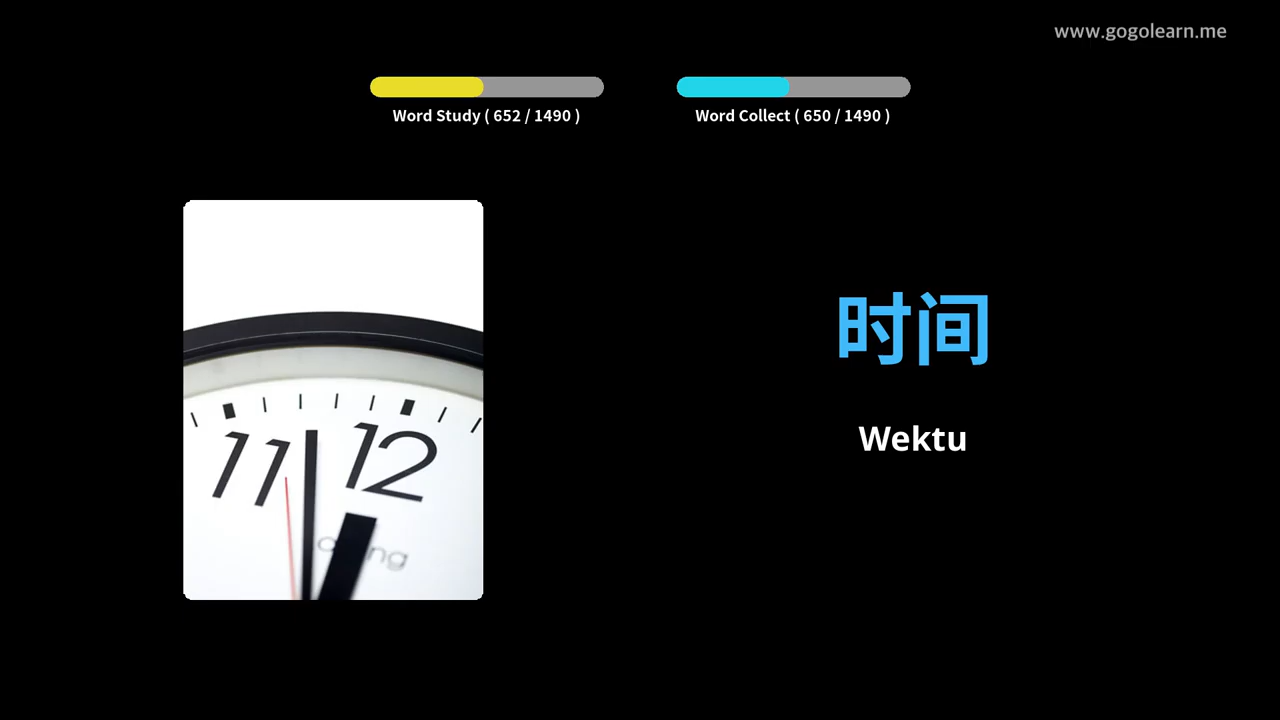 www.gogolearn.me
Word Study ( 652 / 1490 )
Word Collect ( 650 / 1490 )
时间
Wektu
11 12